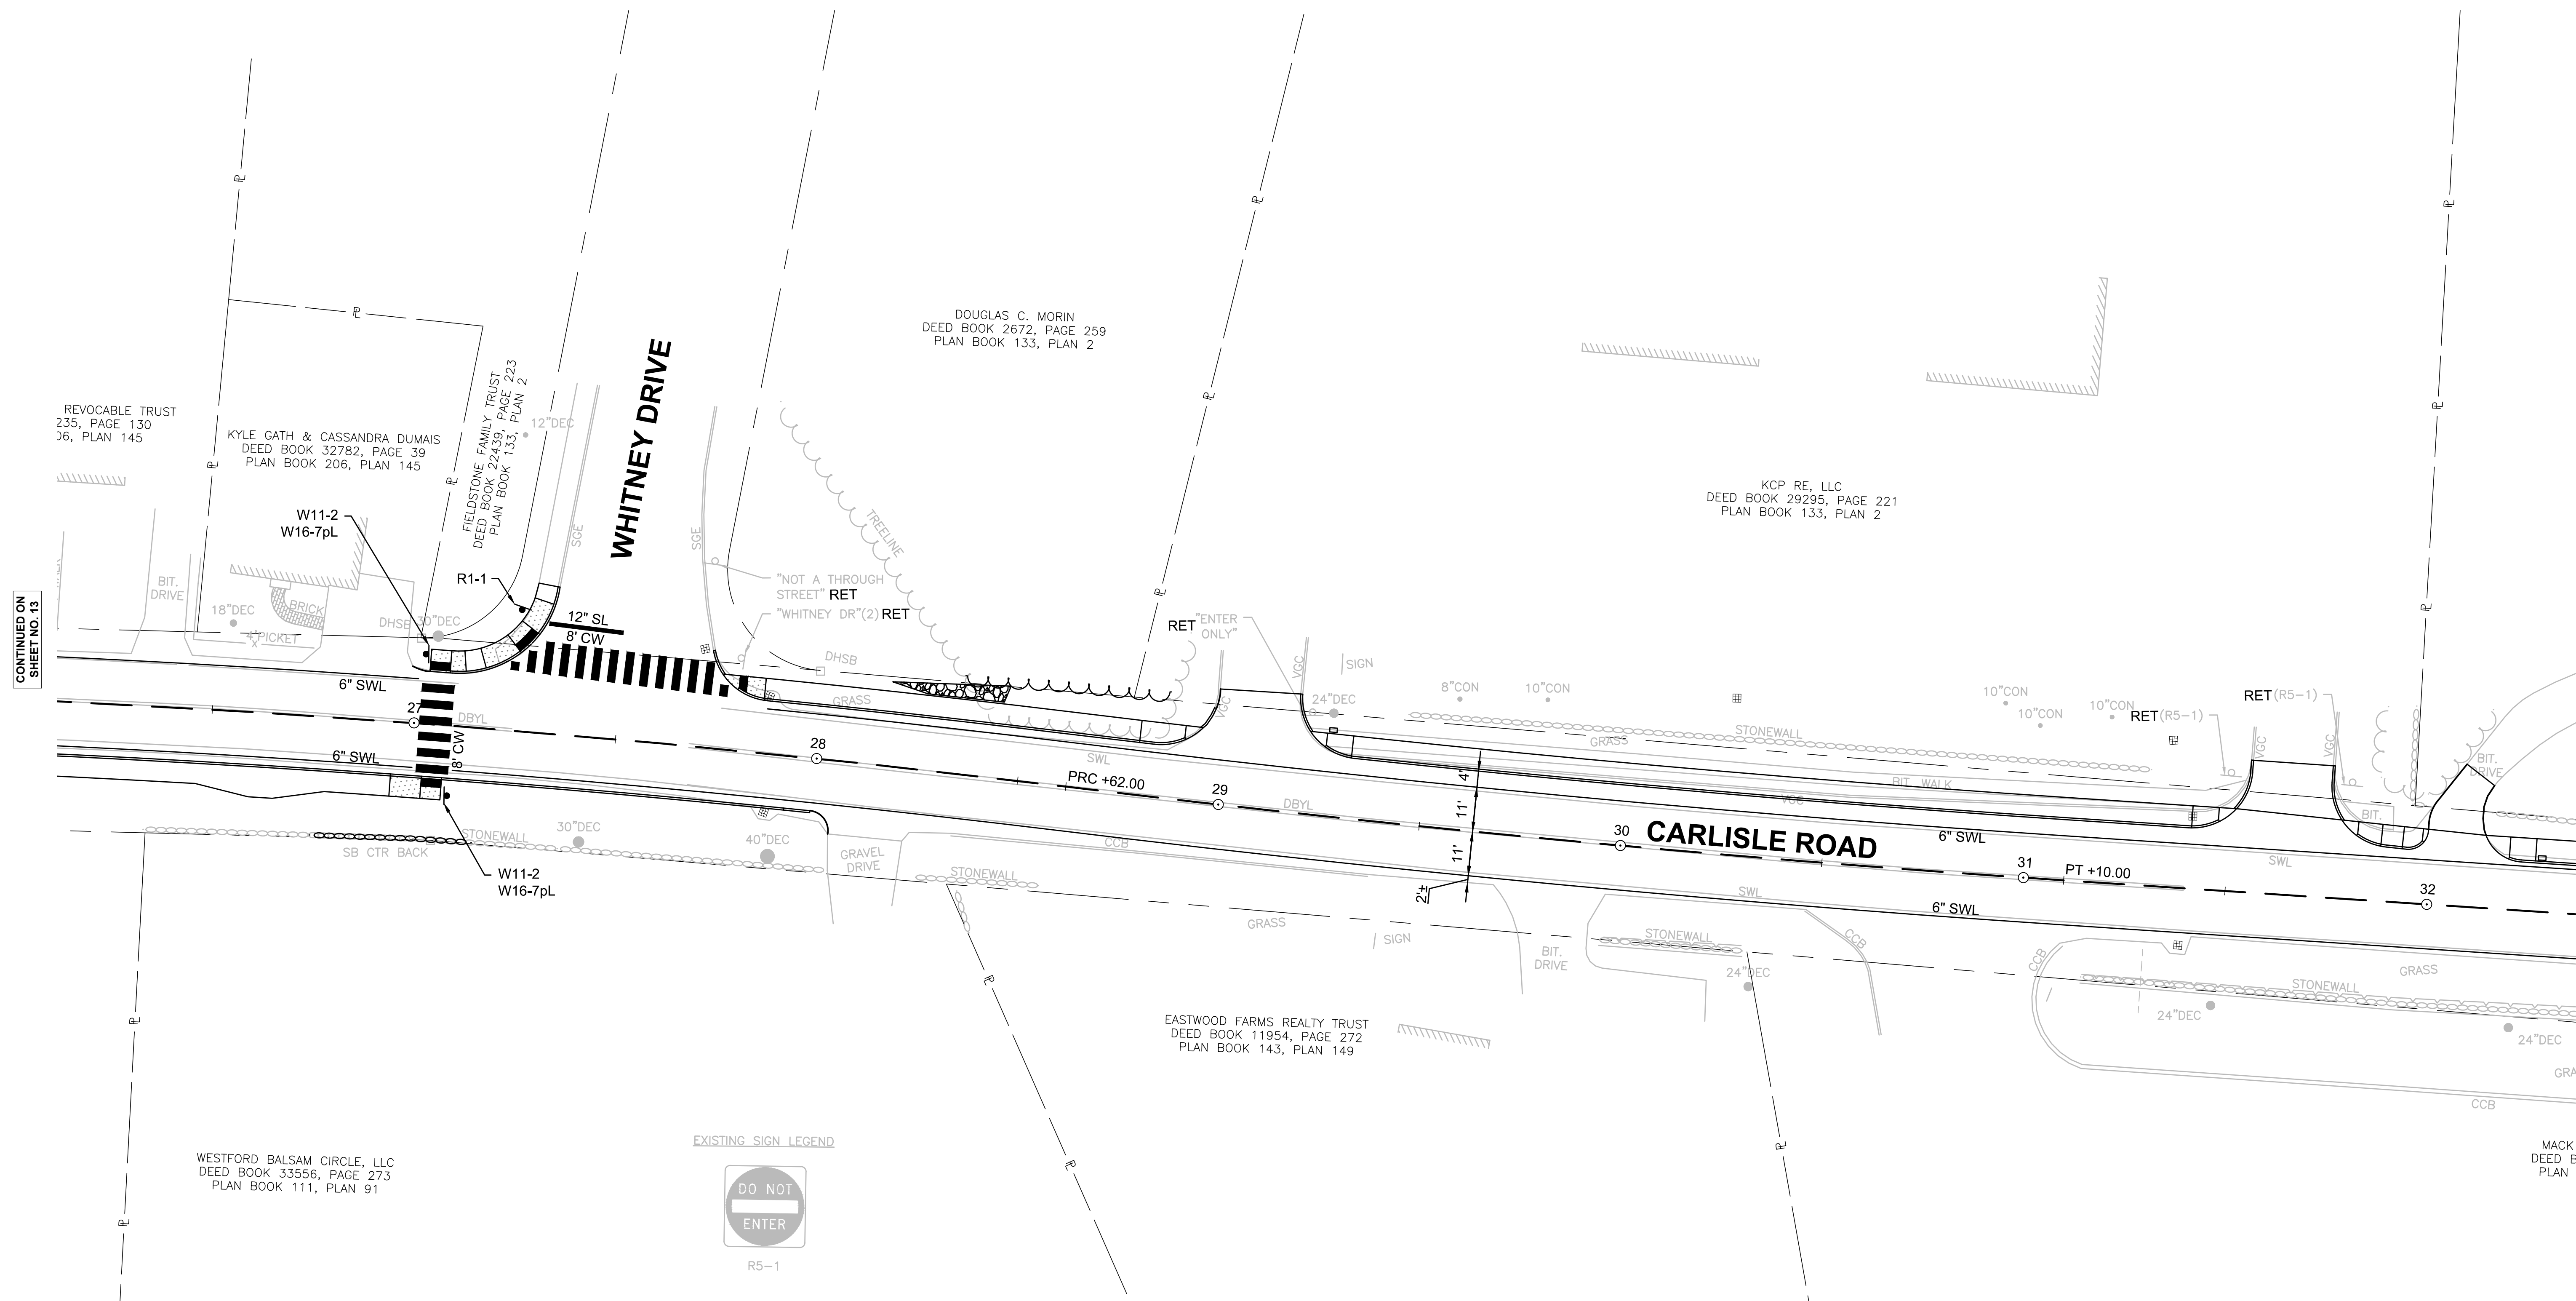 CONTINUED ON
SHEET NO. 13
REVOCABLE TRUST
235, PAGE 130
06, PLAN 145
KYLE GATH & CASSANDRA DUMAIS
DEED BOOK 32782, PAGE 39
PLAN BOOK 206, PLAN 145
FIELDSTONE FAMILY TRUST
DEED BOOK 22439, PAGE 223
PLAN BOOK 133, PLAN 2
12"DEC
WHITNEY DRIVE
DOUGLAS C. MORIN
DEED BOOK 2672, PAGE 259
PLAN BOOK 133, PLAN 2
KCP RE, LLC
DEED BOOK 29295, PAGE 221
PLAN BOOK 133, PLAN 2
W11-2
W16-7pL
R1-1
SGE
SGE
TREELINE
BIT.
DRIVE
18"DEC
BRICK
4' PICKET
X
DHSB
30"DEC
12" SL
8' CW
"NOT A THROUGH
STREET" RET
"WHITNEY DR"(2) RET
DHSB
GRASS
RET "ENTER
ONLY"
VGC
VGC
SIGN
24"DEC
8"CON
10"CON
STONEWALL
GRASS
BIT. WALK
VGC
10"CON
10"CON
10"CON
RET (R5-1)
RET (R5-1)
VGC
VGC
BIT.
BIT.
DRIVE
6" SWL
27
DBYL
8' CW
6" SWL
28
SWL
PRC +62.00
29
DBYL
4'
11'
11'
2'±
30
CARLISLE ROAD
6" SWL
SWL
31
PT +10.00
32
SWL
6" SWL
STONEWALL
SB CTR BACK
30"DEC
40"DEC
GRAVEL
DRIVE
CCB
STONEWALL
W11-2
W16-7pL
GRASS
SIGN
BIT.
DRIVE
STONEWALL
24"DEC
CCB
CCB
GRASS
STONEWALL
24"DEC
24"DEC
GRA
CCB
EASTWOOD FARMS REALTY TRUST
DEED BOOK 11954, PAGE 272
PLAN BOOK 143, PLAN 149
WESTFORD BALSAM CIRCLE, LLC
DEED BOOK 33556, PAGE 273
PLAN BOOK 111, PLAN 91
EXISTING SIGN LEGEND
DO NOT
ENTER
R5-1
MACK
DEED B
PLAN